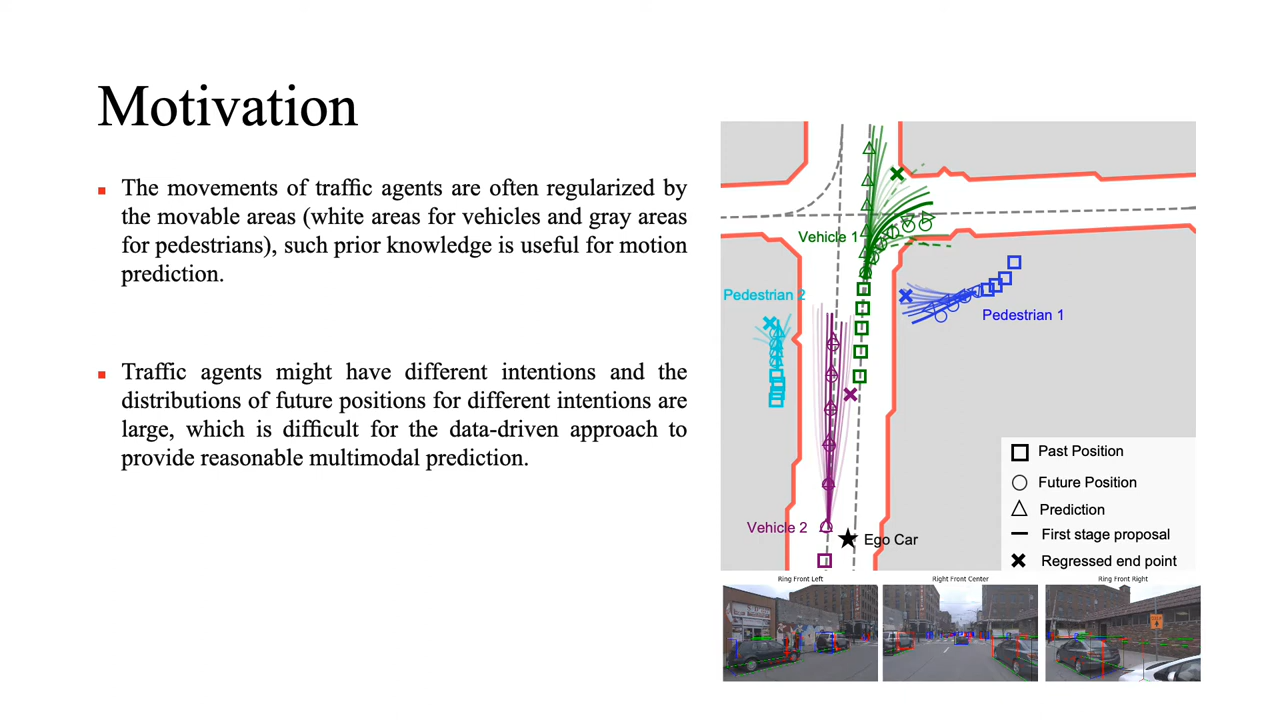 Motivation
The movements of traffic agents are often regularized by
the movable areas (white areas for vehicles and gray areas
for pedestrians), such prior knowledge is useful for motion
prediction.
Traffic agents might have different intentions and the
distributions of future positions for different intentions are
large, which is difficult for the data-driven approach to
provide reasonable multimodal prediction.
Vehicle 1
Pedestrian 2
Pedestrian 1
Vehicle 2
Ego Car
Past Position
Future Position
Prediction
First stage proposal
Regressed end point
Ring Front Left
Right Front Center
Ring Front Right